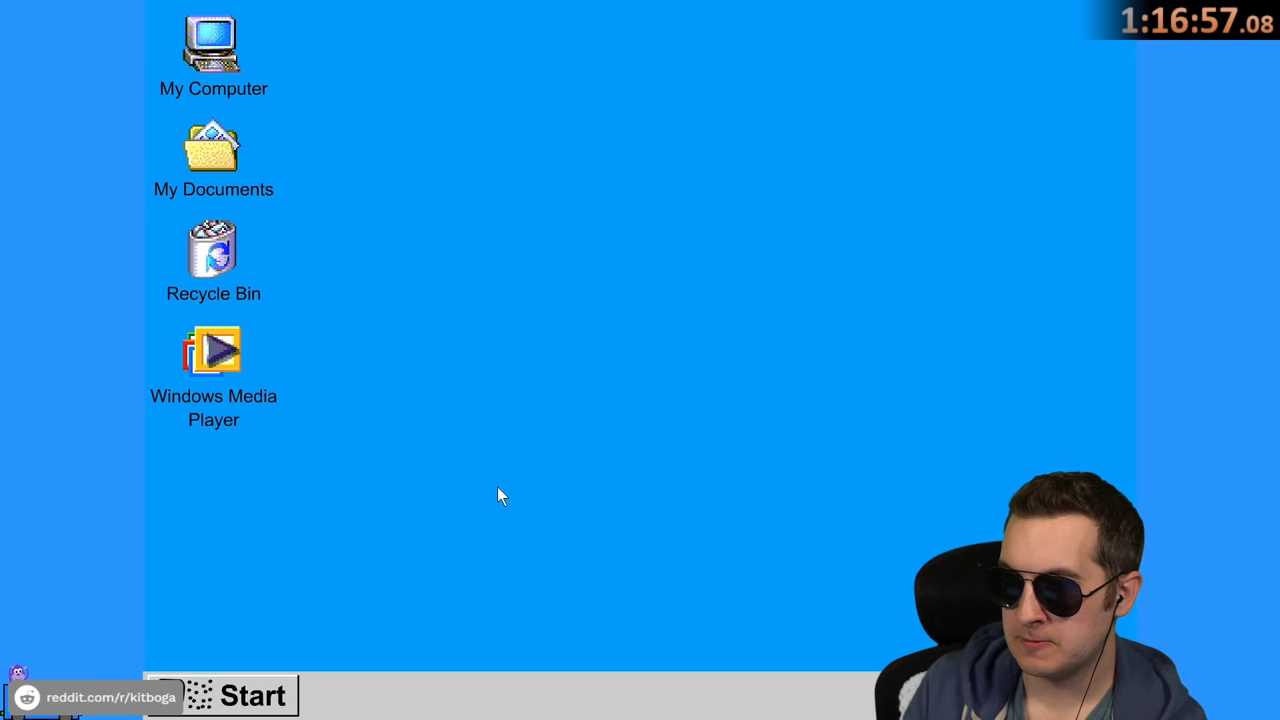 1:16:57.08
My Computer
My Documents
Recycle Bin
Windows Media
Player
reddit.com/r/kitboga
Start